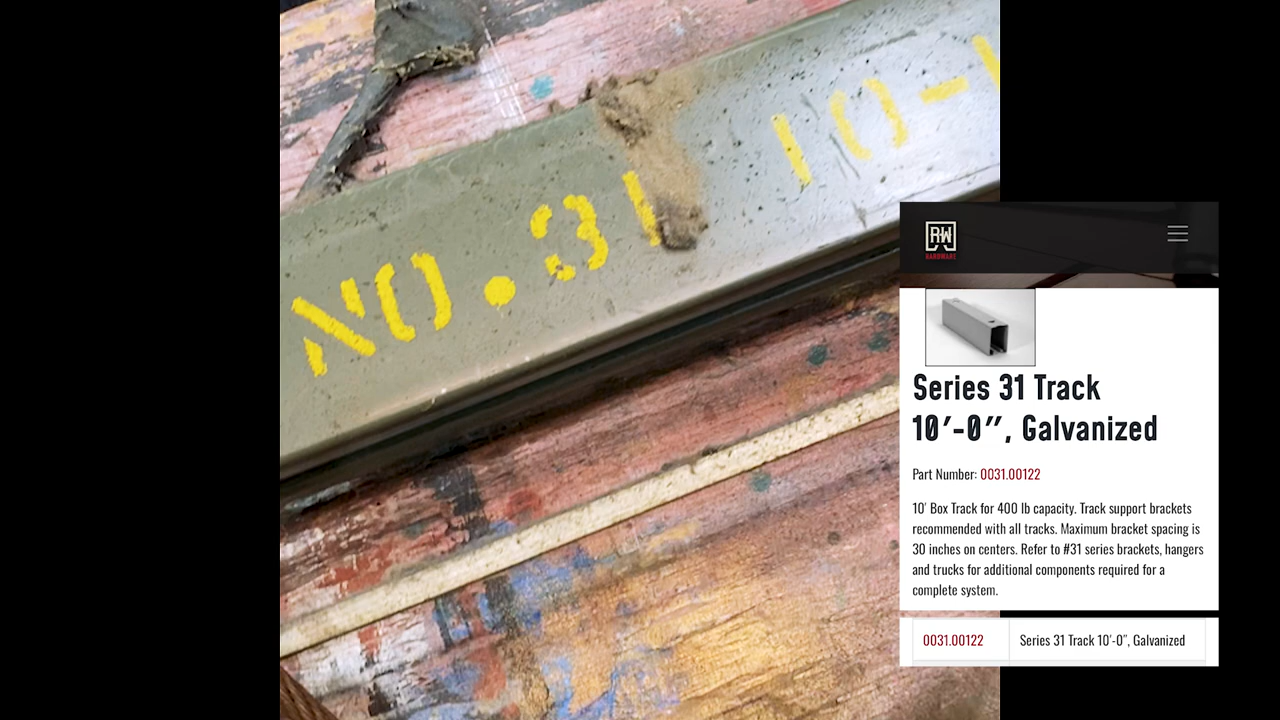 NO.31 10-
RW
HARDWARE
Series 31 Track
10′-0″, Galvanized
Part Number: 0031.00122
10' Box Track for 400 lb capacity. Track support brackets
recommended with all tracks. Maximum bracket spacing is
30 inches on centers. Refer to #31 series brackets, hangers
and trucks for additional components required for a
complete system.
0031.00122 Series 31 Track 10′-0″, Galvanized